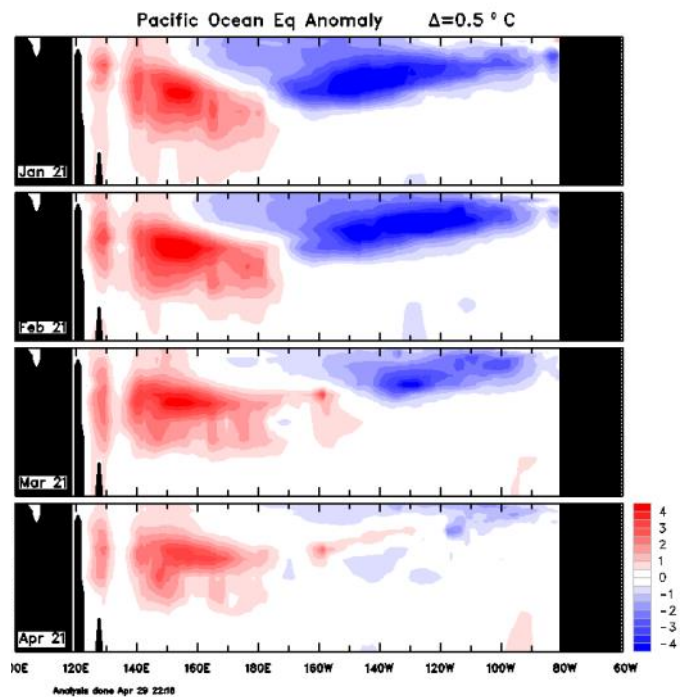 Pacific Ocean Eq Anomaly Δ=0.5 ° C
Jan 21
Feb 21
Mar 21
Apr 21
4
3
2
1
0
-1
-2
-3
-4
00E 120E 140E 160E 180E 160W 140W 120W 100W 80W 60W
Analysis done Apr 29 22:18